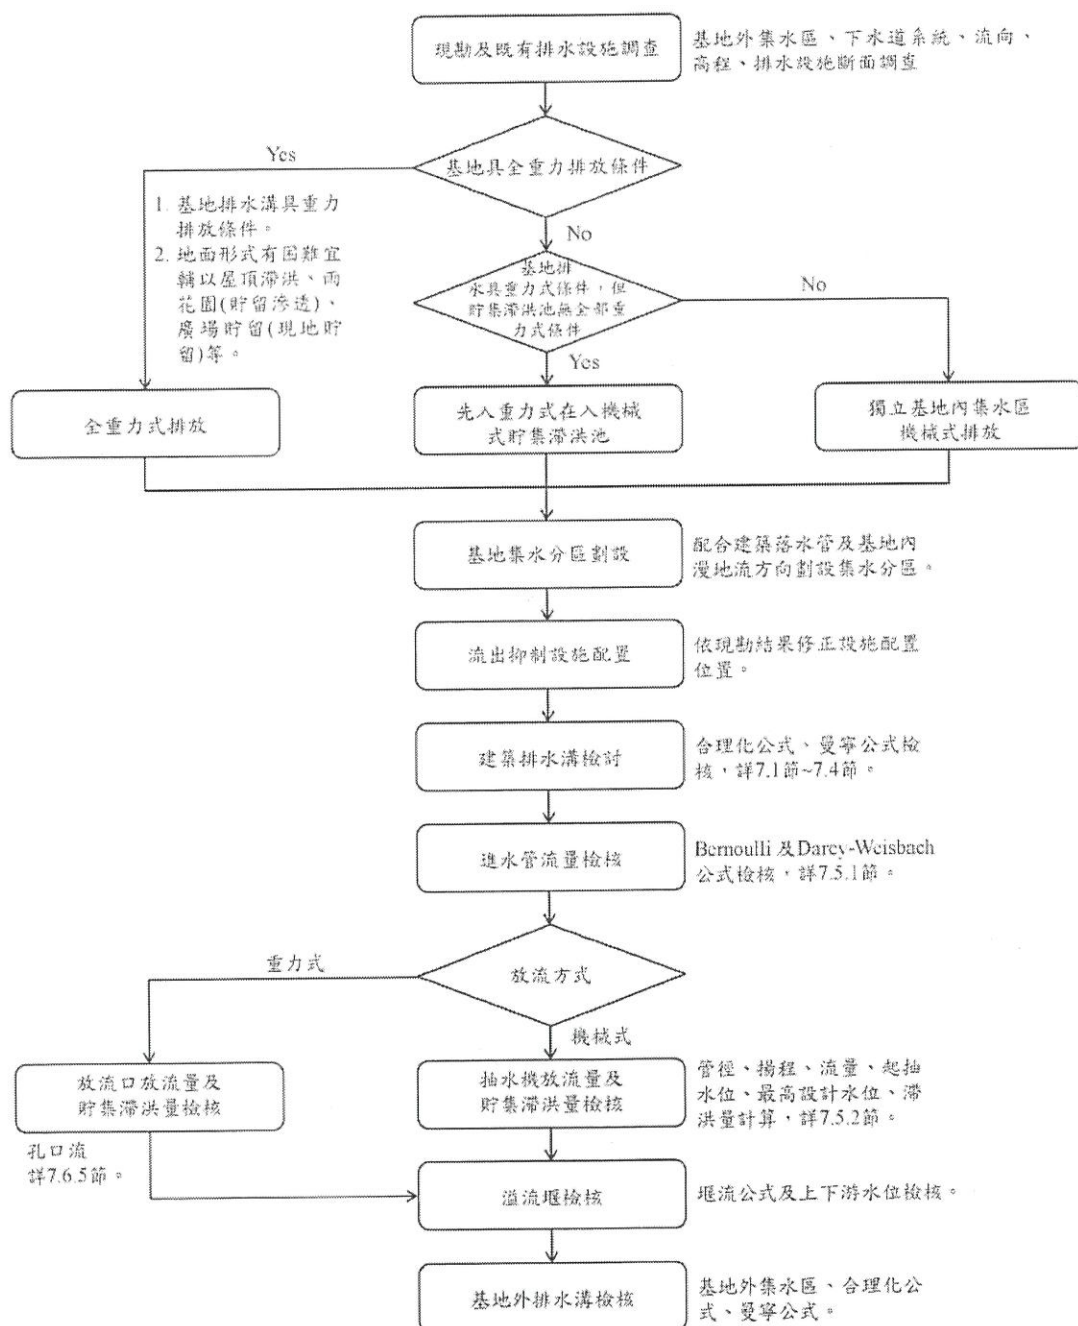 現勘及既有排水設施調查
基地外集水區、下水道系統、流向、
高程、排水設施斷面調查
基地具全重力排放條件
Yes
1. 基地排水溝具重力
排放條件。
2. 地面形式有困難宜
輔以屋頂滯洪、雨
花園(貯留滲透)、
廣場貯留(現地貯
留)等。
No
基地排
水具重力式條件，但
貯集滯洪池無全部重
力式條件
No
Yes
全重力式排放
先入重力式在入機械
式貯集滯洪池
獨立基地內集水區
機械式排放
基地集水分區劃設
配合建築落水管及基地內
漫地流方向劃設集水分區。
流出抑制設施配置
依現勘結果修正設施配置
位置。
建築排水溝檢討
合理化公式、曼寧公式檢
核，詳7.1節~7.4節。
進水管流量檢核
Bernoulli 及Darcy-Weisbach
公式檢核，詳7.5.1節。
放流方式
重力式
機械式
放流口放流量及
貯集滯洪量檢核
孔口流
詳7.6.5節。
抽水機放流量及
貯集滯洪量檢核
管徑、揚程、流量、起抽
水位、最高設計水位、滯
洪量計算，詳7.5.2節。
溢流堰檢核
堰流公式及上下游水位檢核。
基地外排水溝檢核
基地外集水區、合理化公
式、曼寧公式。